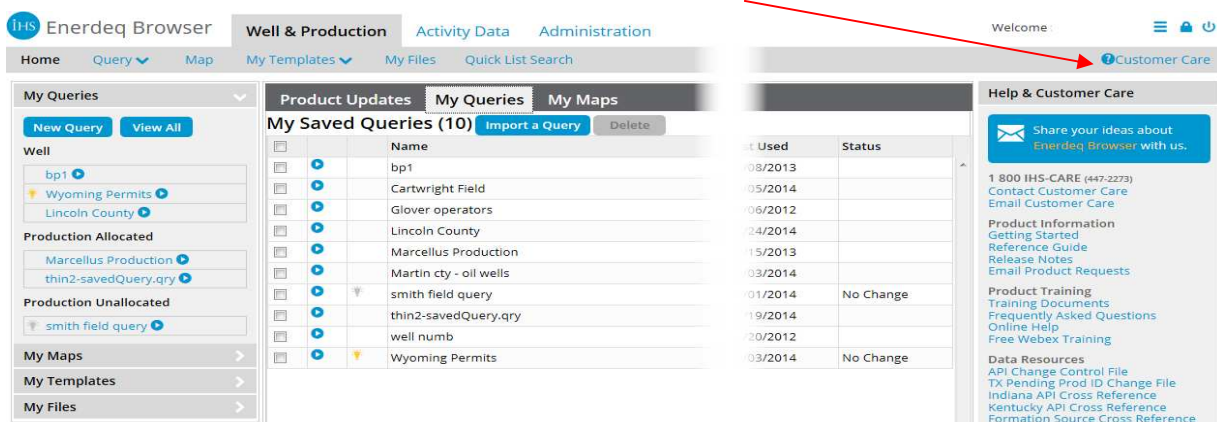 IHS Enerdeq Browser
Well & Production Activity Data Administration
Welcome
Home Query Map My Templates My Files Quick List Search
Customer Care
My Queries
New Query View All
Well
bp1
Wyoming Permits
Lincoln County
Production Allocated
Marcellus Production
thin2-savedQuery.qry
Production Unallocated
smith field query
My Maps
My Templates
My Files
Product Updates My Queries My Maps
My Saved Queries (10) Import a Query Delete
Name Used Status
bp1 08/2013
Cartwright Field 05/2014
Glover operators 06/2012
Lincoln County 24/2014
Marcellus Production 15/2013
Martin cty - oil wells 03/2014
smith field query 01/2014 No Change
thin2-savedQuery.qry 19/2014
well numb 20/2012
Wyoming Permits 03/2014 No Change
Help & Customer Care
Share your ideas about
Enerdeq Browser with us.
1 800 IHS-CARE (447-2273)
Contact Customer Care
Email Customer Care
Product Information
Getting Started
Reference Guide
Release Notes
Email Product Requests
Product Training
Training Documents
Frequently Asked Questions
Online Help
Free Webex Training
Data Resources
API Change Control File
TX Pending Prod ID Change File
Indiana API Cross Reference
Kentucky API Cross Reference
Formation Source Cross Reference